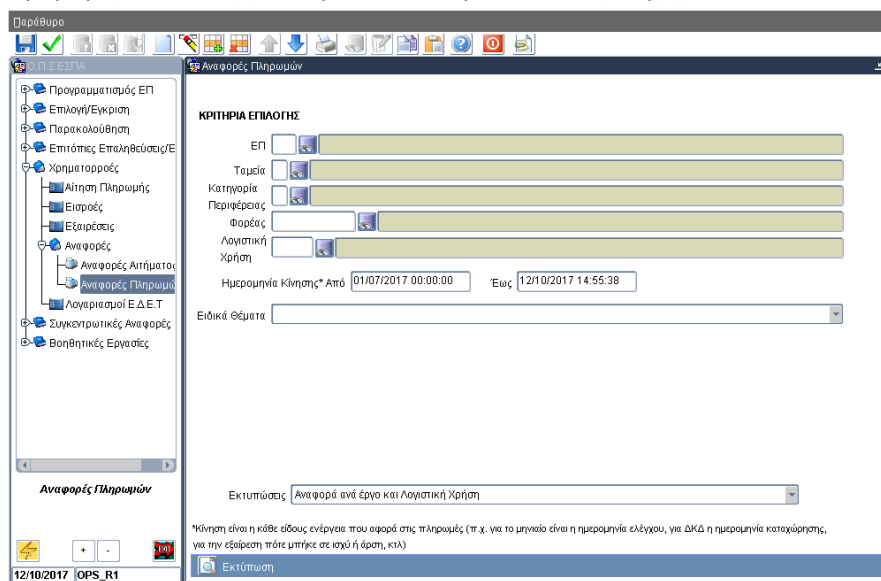 Παράθυρο
Ο.Π.Σ ΕΣΠΑ
Προγραμματισμός ΕΠ
Επιλογή/Εγκριση
Παρακολούθηση
Επιτόπιες Επαληθεύσεις/Ε
Χρηματορροές
Αίτηση Πληρωμής
Εισροές
Εξαιρέσεις
Αναφορές
Αναφορές Αιτήματος
Αναφορές Πληρωμώ
Λογαριασμοί Ε.Δ.Ε.Τ
Συγκεντρωτικές Αναφορές
Βοηθητικές Εργασίες
Αναφορές Πληρωμών
+ -
12/10/2017 OPS_R1
Αναφορές Πληρωμών
ΚΡΙΤΗΡΙΑ ΕΠΙΛΟΓΗΣ
ΕΠ
Ταμεία
Κατηγορία
Περιφέρειας
Φορέας
Λογιστική
Χρήση
Ημερομηνία Κίνησης* Από 01/07/2017 00:00:00 Έως 12/10/2017 14:55:38
Ειδικά Θέματα
Εκτυπώσεις Αναφορά ανά έργο και Λογιστική Χρήση
*Κίνηση είναι η κάθε είδους ενέργεια που αφορά στις πληρωμές (π.χ. για το μηνιαίο είναι η ημερομηνία ελέγχου, για ΔΚΔ η ημερομηνία καταχώρησης,
για την εξαίρεση πότε μπήκε σε ισχύ ή άρση, κτλ)
Εκτύπωση